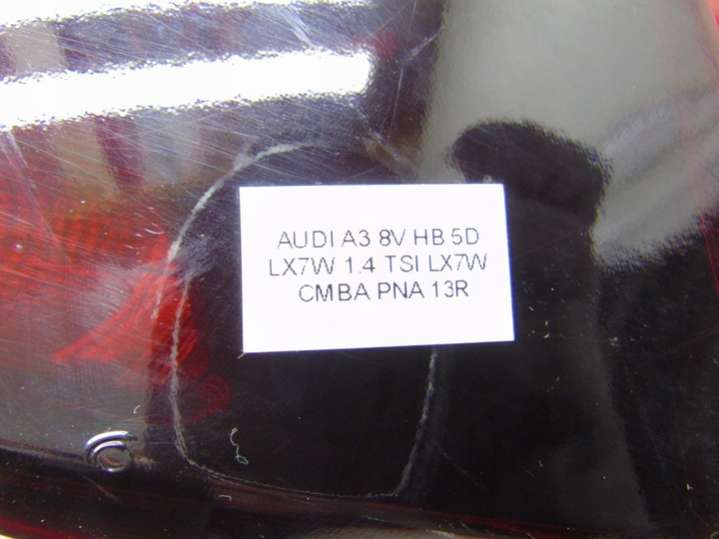 AUDI A3 8V HB 5D
LX7W 1.4 TSI LX7W
CMBA PNA 13R